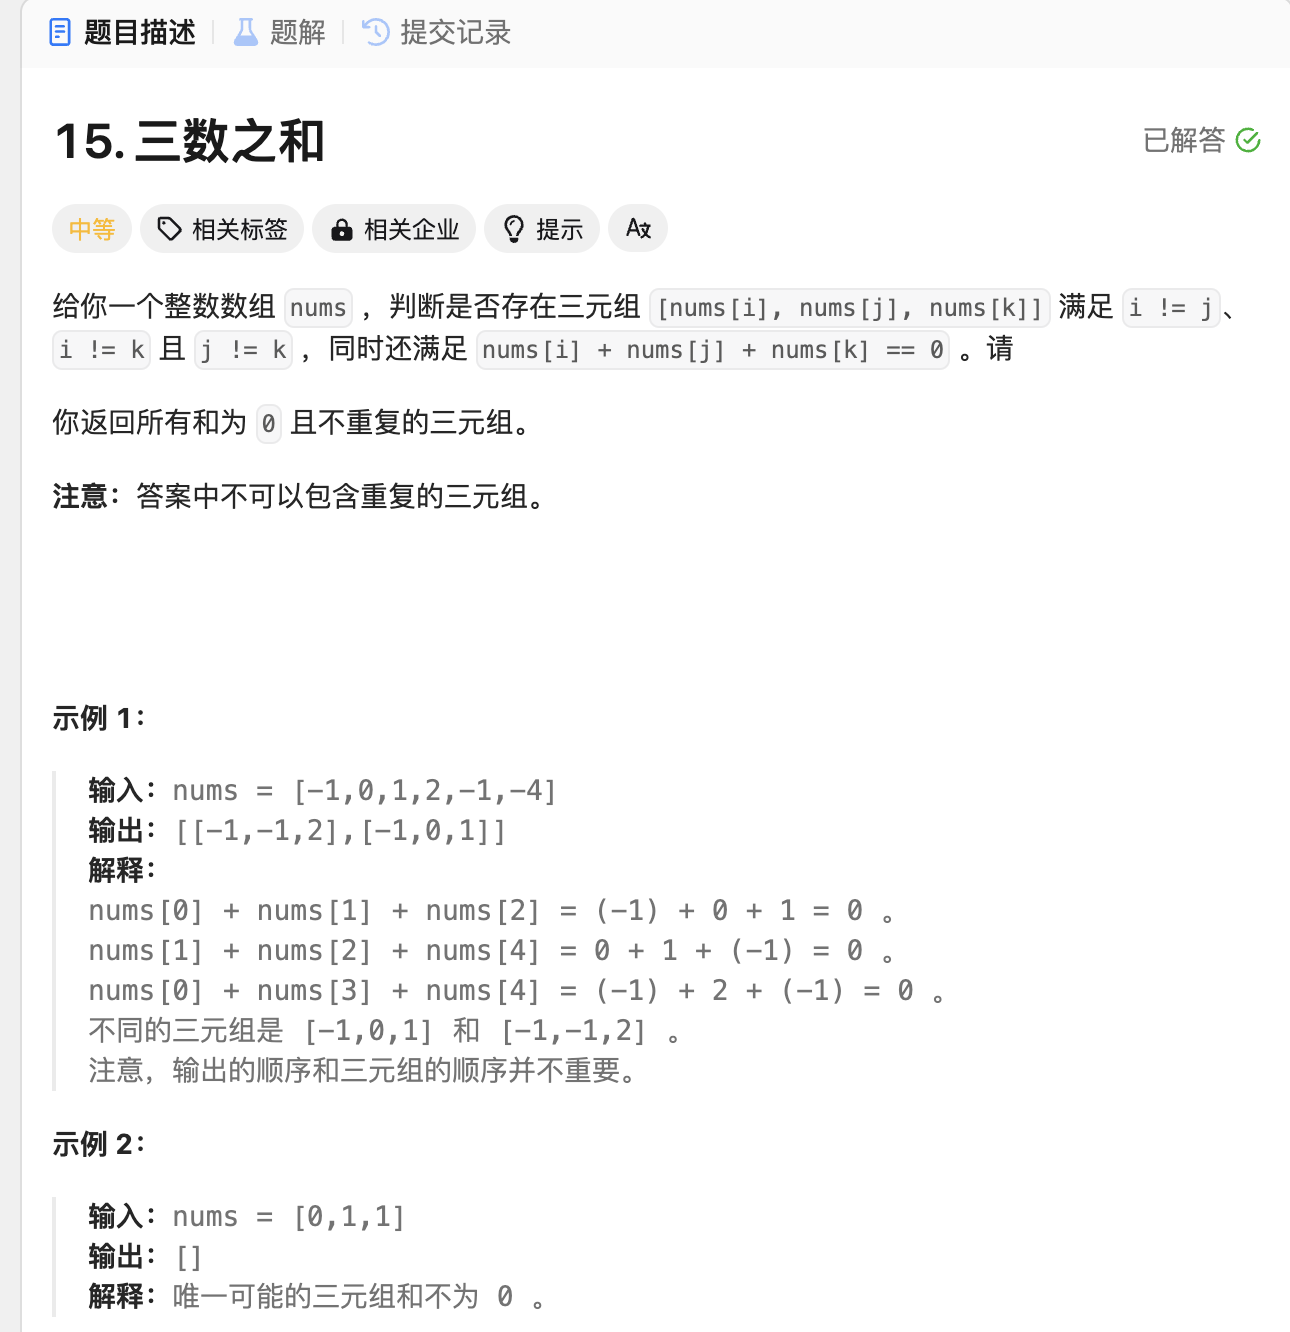 题目描述 题解 提交记录
15. 三数之和 已解答
中等 相关标签 相关企业 提示
给你一个整数数组 nums ，判断是否存在三元组 [nums[i], nums[j], nums[k]] 满足 i != j、
i != k 且 j != k ，同时还满足 nums[i] + nums[j] + nums[k] == 0 。请
你返回所有和为 0 且不重复的三元组。
注意：答案中不可以包含重复的三元组。
示例 1：
输入：nums = [-1,0,1,2,-1,-4]
输出：[[-1,-1,2],[-1,0,1]]
解释：
nums[0] + nums[1] + nums[2] = (-1) + 0 + 1 = 0 。
nums[1] + nums[2] + nums[4] = 0 + 1 + (-1) = 0 。
nums[0] + nums[3] + nums[4] = (-1) + 2 + (-1) = 0 。
不同的三元组是 [-1,0,1] 和 [-1,-1,2] 。
注意，输出的顺序和三元组的顺序并不重要。
示例 2：
输入：nums = [0,1,1]
输出：[]
解释：唯一可能的三元组和不为 0 。